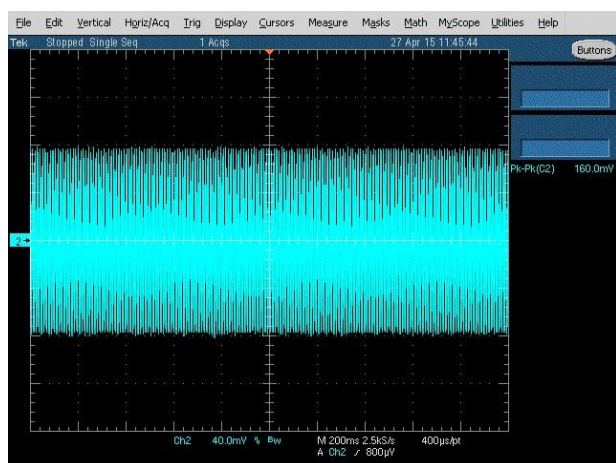 File Edit Vertical Horiz/Acq Trig Display Cursors Measure Masks Math MyScope Utilities Help
Tek Stopped Single Seq 1 Acqs 27 Apr 15 11:45:44 Buttons
Pk-Pk(C2) 160.0mV
2
Ch2 40.0mV % Bw M 200ms 2.5kS/s 400µs/pt
A Ch2 / 800µV